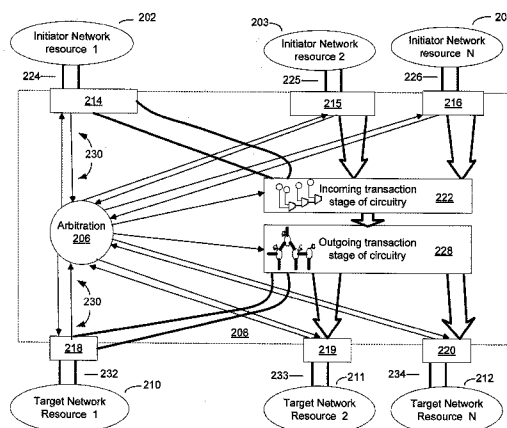 202
203
20
Initiator Network
resource 1
Initiator Network
resource 2
Initiator Network
resource N
224
225
226
214
215
216
230
Incoming transaction
stage of circuitry
222
Arbitration
206
Outgoing transaction
stage of circuitry
228
230
206
218
219
220
232
233
234
210
211
212
Target Network
Resource 1
Target Network
Resource 2
Target Network
Resource N